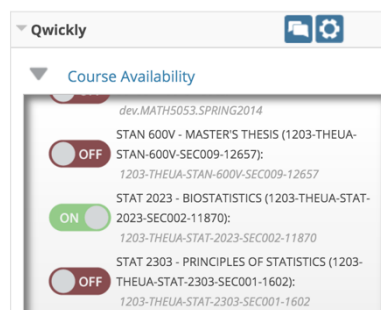 Qwickly
Course Availability
dev.MATH5053.SPRING2014
STAN 600V - MASTER'S THESIS (1203-THEUA-
OFF STAN-600V-SEC009-12657):
1203-THEUA-STAN-600V-SEC009-12657
STAT 2023 - BIOSTATISTICS (1203-THEUA-STAT-
ON 2023-SEC002-11870):
1203-THEUA-STAT-2023-SEC002-11870
STAT 2303 - PRINCIPLES OF STATISTICS (1203-
OFF THEUA-STAT-2303-SEC001-1602):
1203-THEUA-STAT-2303-SEC001-1602